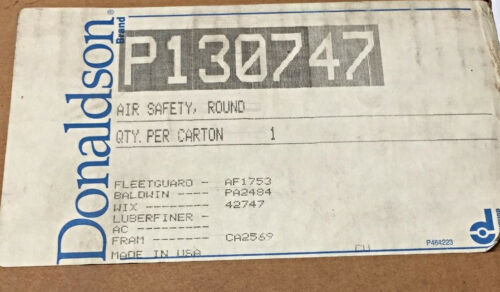 Donaldson
Brand
P130747
AIR SAFETY, ROUND
QTY. PER CARTON 1
FLEETGUARD - AF1753
BALDWIN ---- PA2484
WIX -------- 42747
LUBERFINER -
AC ---------
FRAM ------- CA2569
MADE IN USA
P464223